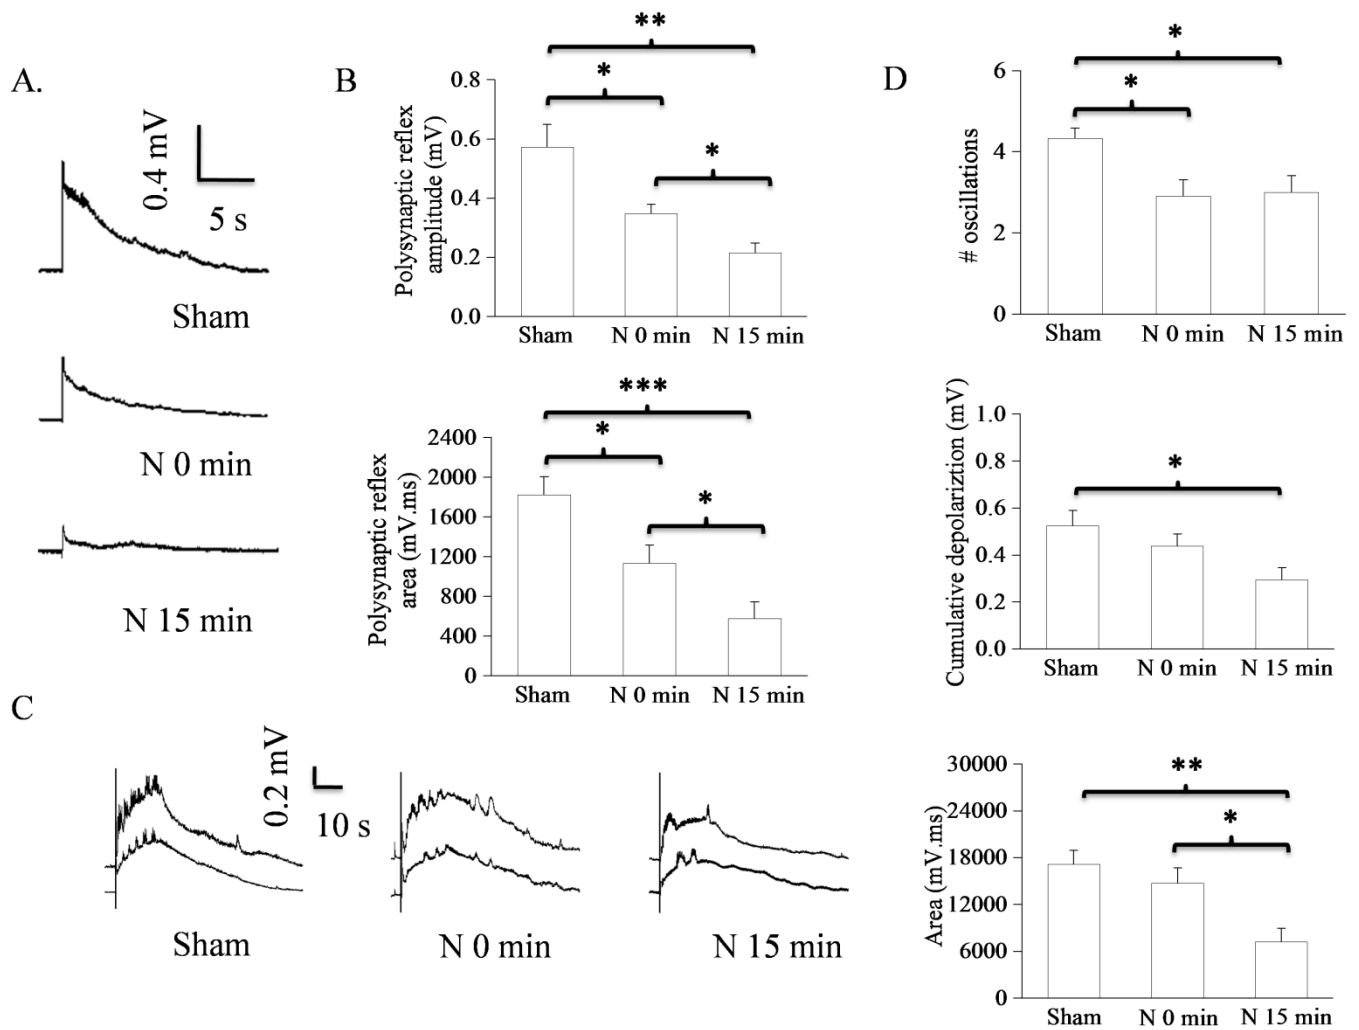 A.
0.4 mV
5 s
Sham
N 0 min
N 15 min
B
**
*
*
0.8
0.6
0.4
0.2
0.0
Polysynaptic reflex
amplitude (mV)
Sham N 0 min N 15 min
***
*
*
2400
2000
1600
1200
800
400
0
Polysynaptic reflex
area (mV.ms)
Sham N 0 min N 15 min
C
0.2 mV
10 s
Sham
N 0 min
N 15 min
D
*
*
6
4
2
0
# oscillations
Sham N 0 min N 15 min
*
1.0
0.8
0.6
0.4
0.2
0.0
Cumulative depolariztion (mV)
Sham N 0 min N 15 min
**
*
30000
24000
18000
12000
6000
0
Area (mV.ms)
Sham N 0 min N 15 min